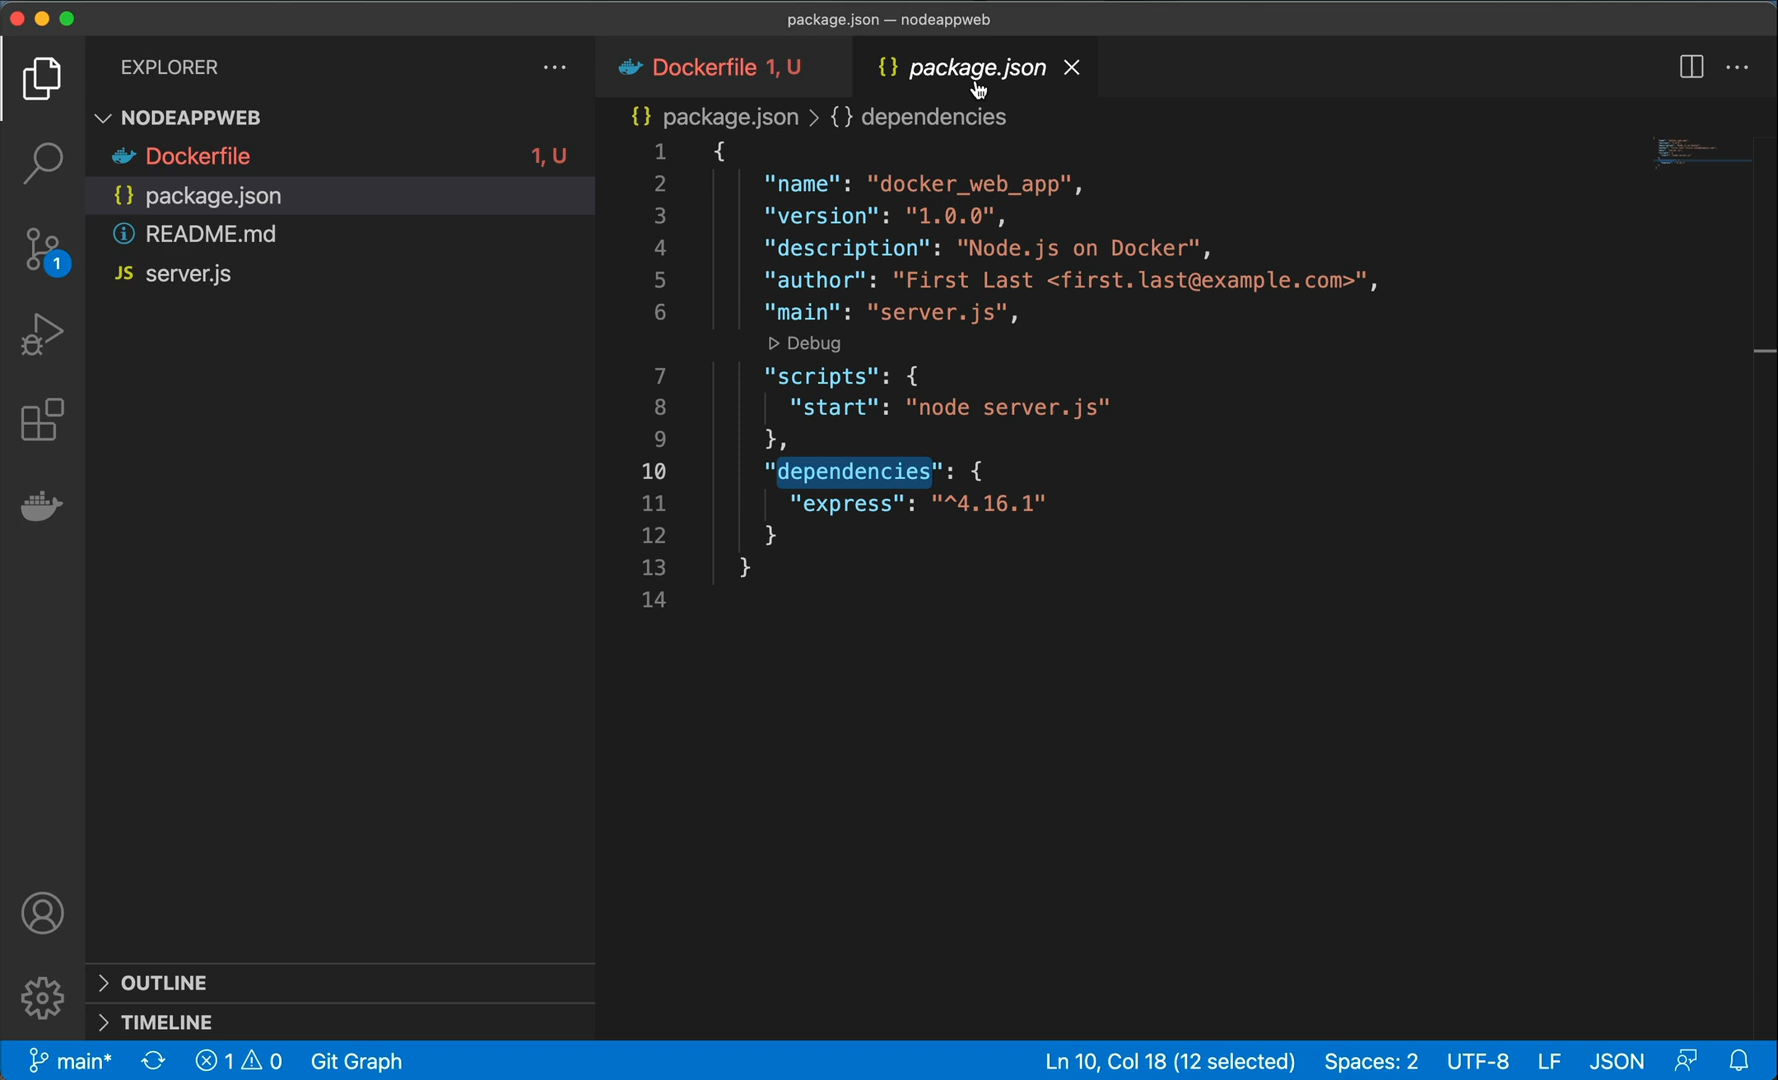 package.json — nodeappweb
EXPLORER
NODEAPPWEB
Dockerfile 1, U
package.json
README.md
JS server.js
OUTLINE
TIMELINE
Dockerfile 1, U
{} package.json
{} package.json > {} dependencies
1 {
2 "name": "docker_web_app",
3 "version": "1.0.0",
4 "description": "Node.js on Docker",
5 "author": "First Last <first.last@example.com>",
6 "main": "server.js",
Debug
7 "scripts": {
8 "start": "node server.js"
9 },
10 "dependencies": {
11 "express": "^4.16.1"
12 }
13 }
14
1
main* 1 0 Git Graph Ln 10, Col 18 (12 selected) Spaces: 2 UTF-8 LF JSON